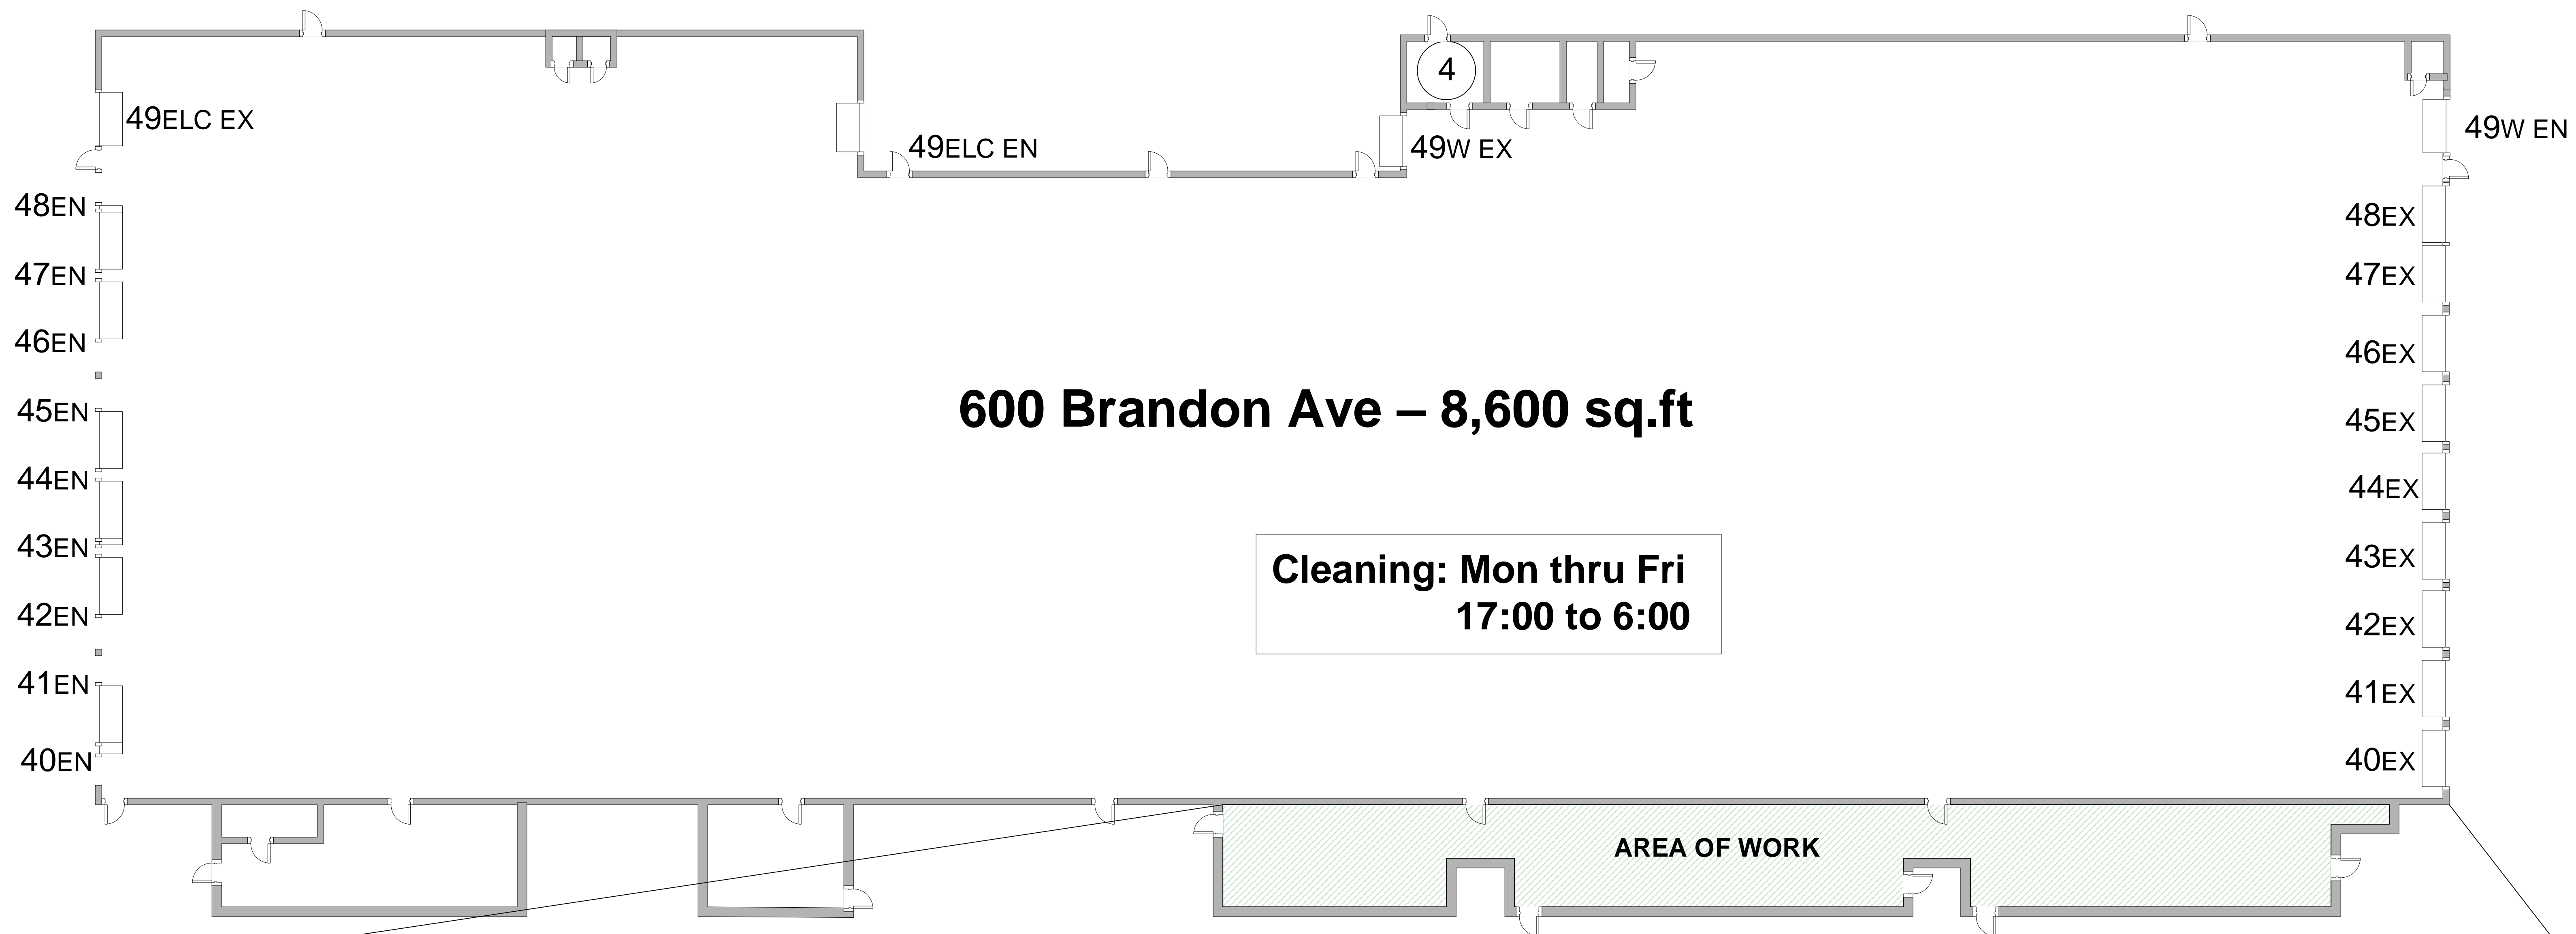 4
49ELC EX
49ELC EN
49W EX
49W EN
48EN
48EX
47EN
47EX
46EN
46EX
600 Brandon Ave – 8,600 sq.ft
45EN
45EX
44EN
44EX
43EN
43EX
Cleaning: Mon thru Fri
17:00 to 6:00
42EN
42EX
41EN
41EX
40EN
40EX
AREA OF WORK